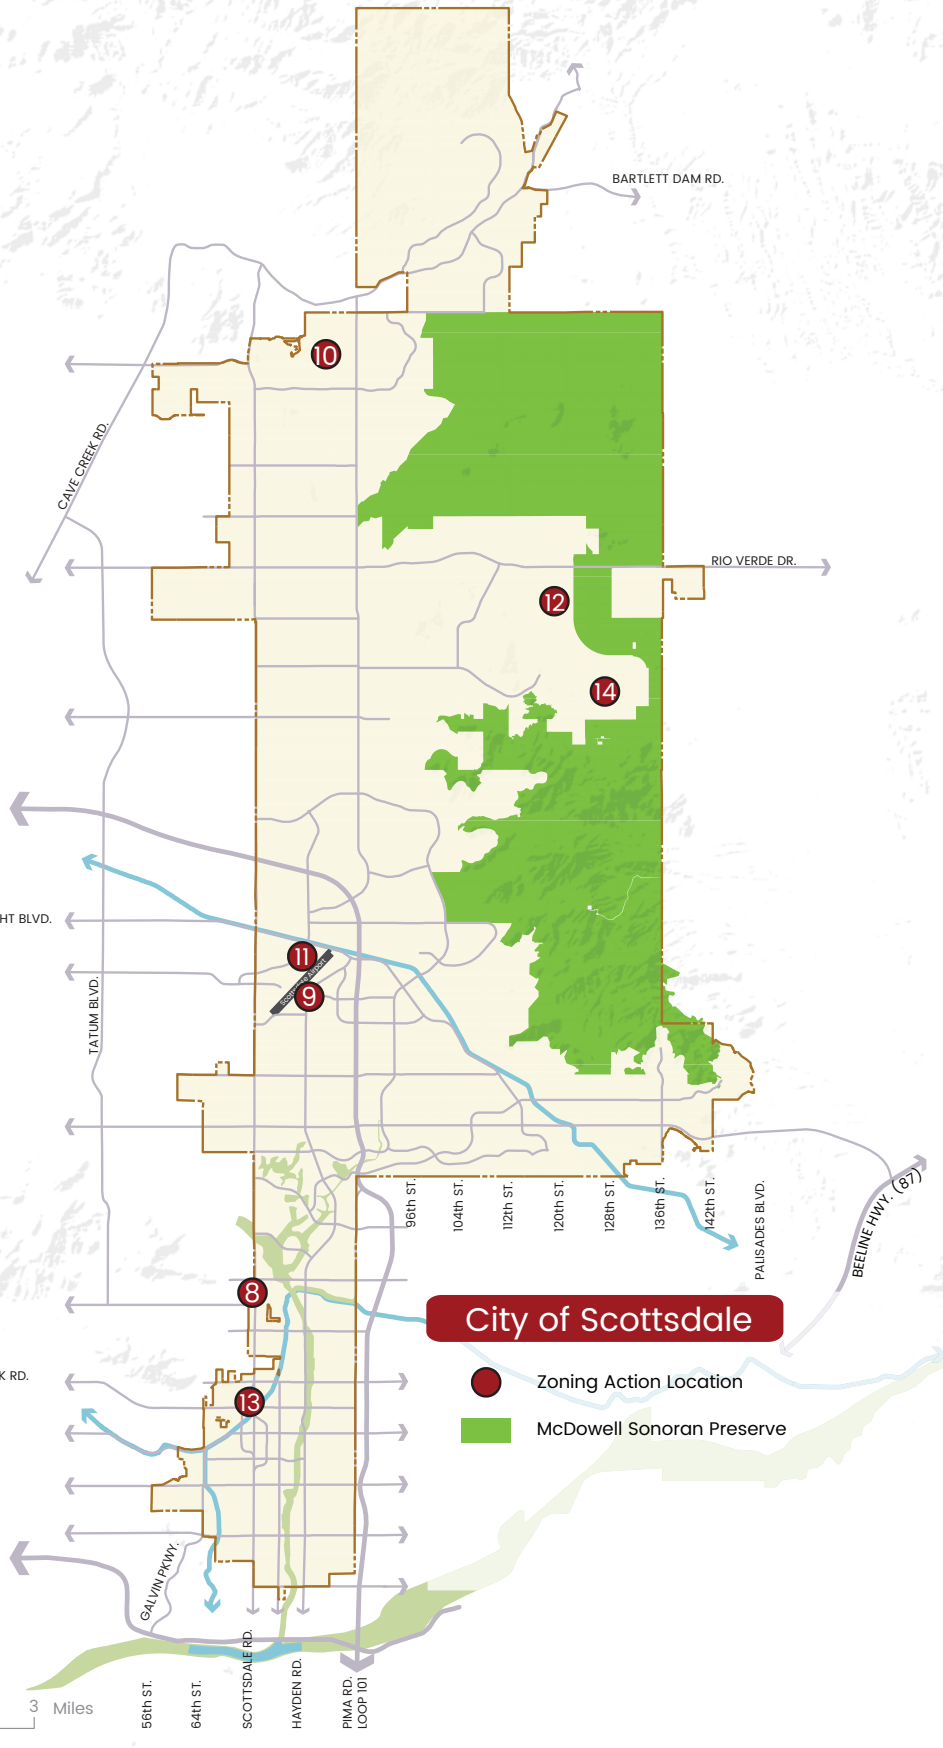 BARTLETT DAM RD.
10
CAVE CREEK RD.
RIO VERDE DR.
12
14
HT BLVD.
11
Scottsdale Airport
9
TATUM BLVD.
96th ST.
104th ST.
112th ST.
120th ST.
128th ST.
136th ST.
142th ST.
PALISADES BLVD.
BEELINE HWY. (87)
8
City of Scottsdale
K RD.
Zoning Action Location
13
McDowell Sonoran Preserve
GALVIN PKWY.
3 Miles
56th ST.
64th ST.
SCOTTSDALE RD.
HAYDEN RD.
PIMA RD.
LOOP 101